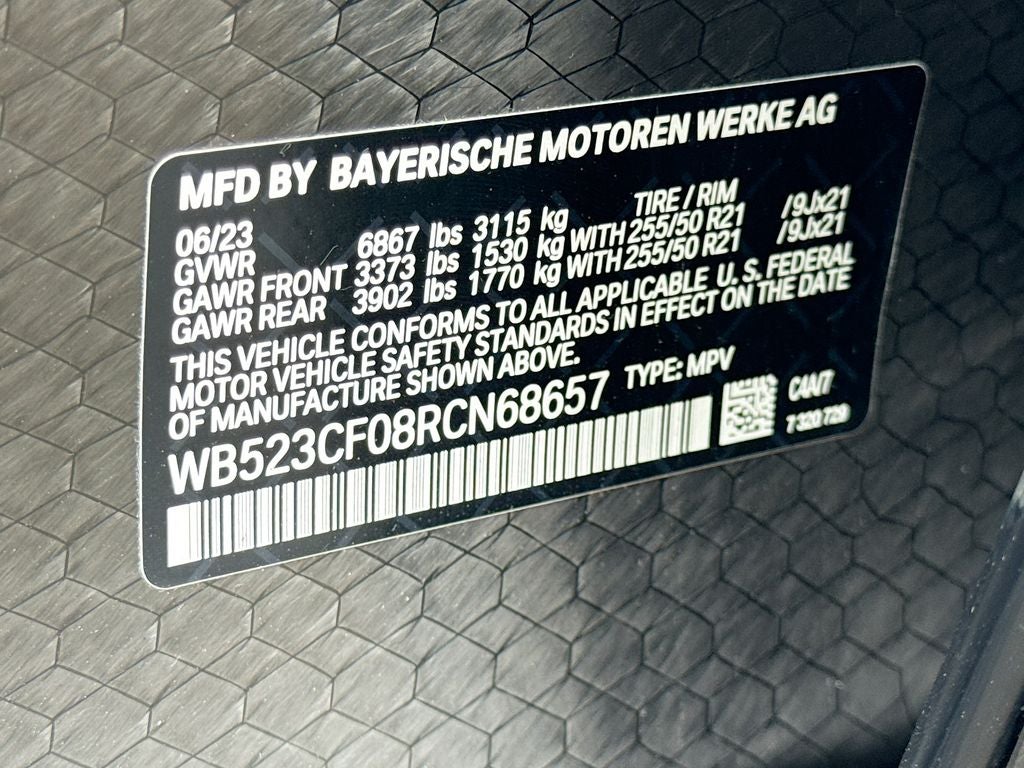 MFD BY BAYERISCHE MOTOREN WERKE AG
06/23 TIRE / RIM
GVWR 6867 lbs 3115 kg
GAWR FRONT 3373 lbs 1530 kg WITH 255/50 R21 /9Jx21
GAWR REAR 3902 lbs 1770 kg WITH 255/50 R21 /9Jx21
THIS VEHICLE CONFORMS TO ALL APPLICABLE U. S. FEDERAL
MOTOR VEHICLE SAFETY STANDARDS IN EFFECT ON THE DATE
OF MANUFACTURE SHOWN ABOVE.
WB523CF08RCN68657 TYPE: MPV
C4A/7
7 320 729